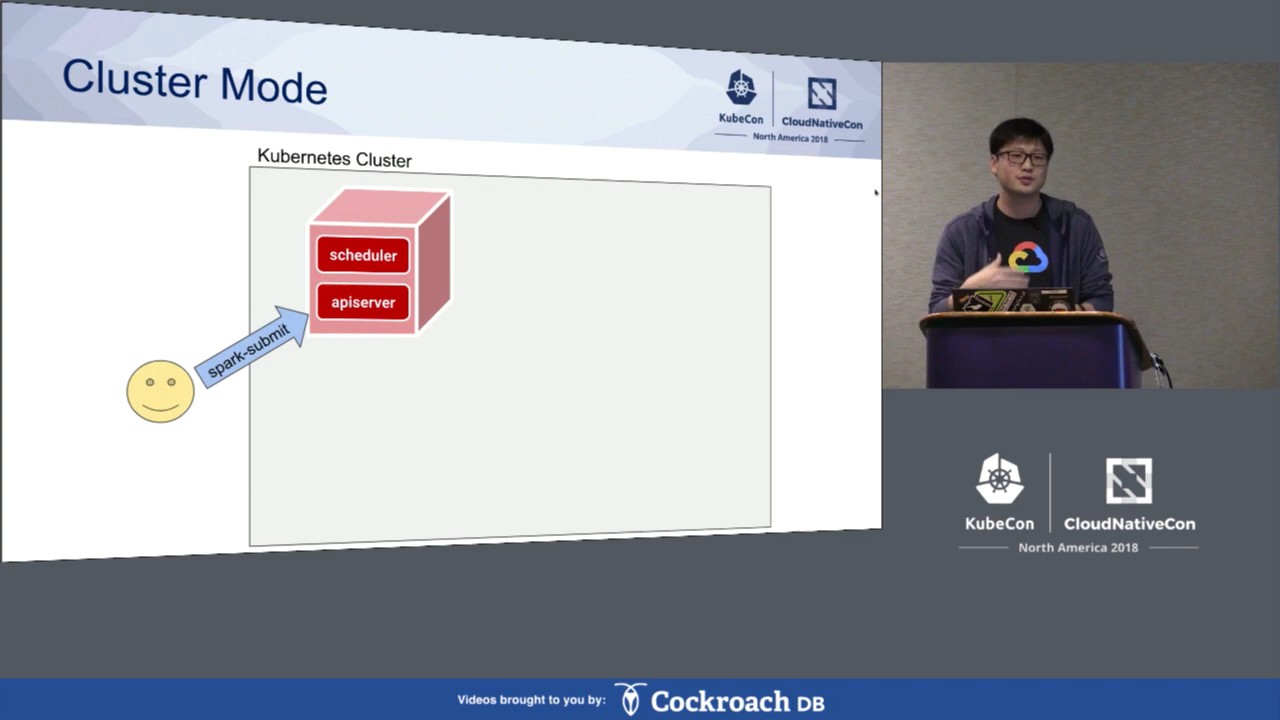 Cluster Mode
KubeCon
CloudNativeCon
North America 2018
Kubernetes Cluster
scheduler
apiserver
spark-submit
KubeCon
CloudNativeCon
North America 2018
Videos brought to you by: Cockroach DB